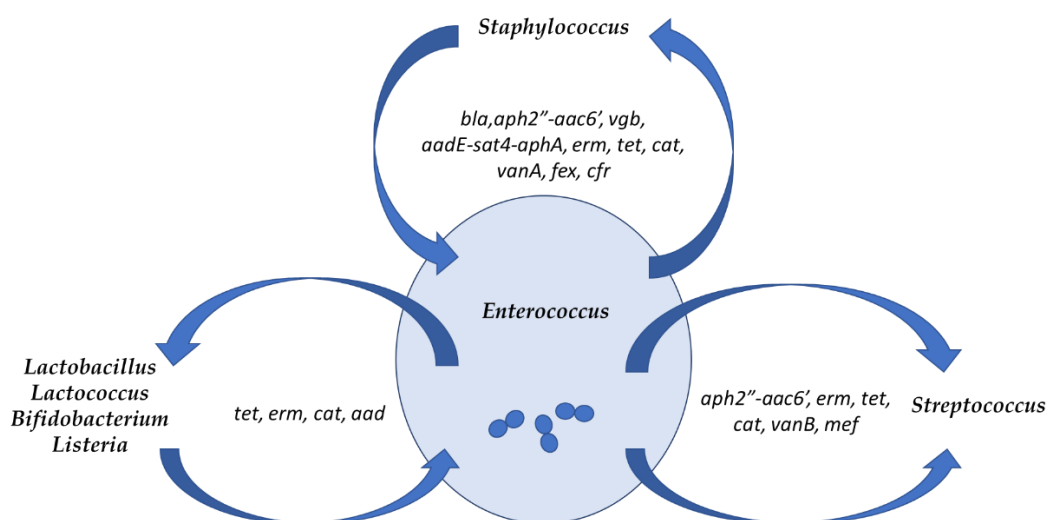 Staphylococcus
bla,aph2”-aac6’, vgb,
aadE-sat4-aphA, erm, tet, cat,
vanA, fex, cfr
Enterococcus
Lactobacillus
Lactococcus
Bifidobacterium
Listeria
tet, erm, cat, aad
aph2”-aac6’, erm, tet,
cat, vanB, mef
Streptococcus